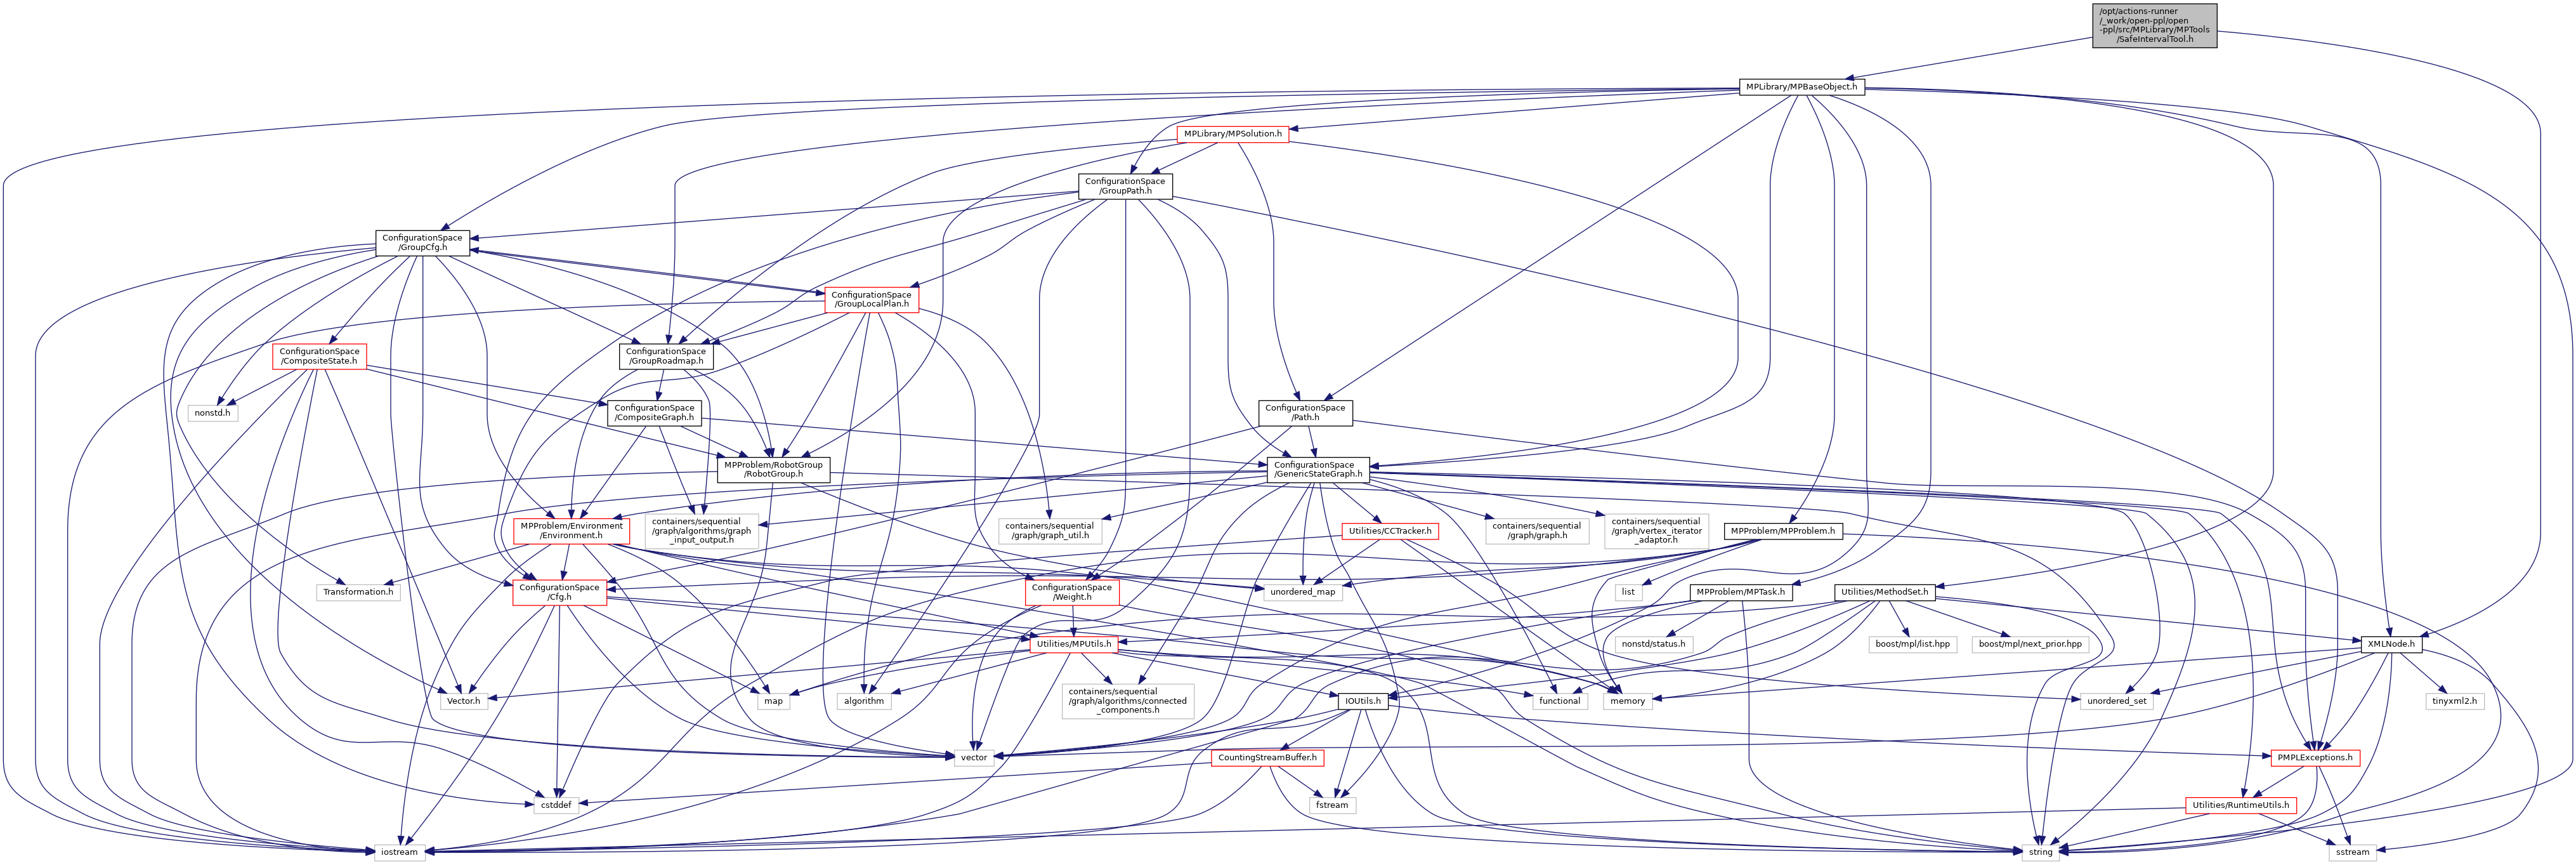 /opt/actions-runner
/_work/open-ppl/open
-ppl/src/MPLibrary/MPTools
/SafeIntervalTool.h
MPLibrary/MPBaseObject.h
MPLibrary/MPSolution.h
ConfigurationSpace
/GroupPath.h
ConfigurationSpace
/GroupCfg.h
ConfigurationSpace
/GroupLocalPlan.h
ConfigurationSpace
/CompositeState.h
ConfigurationSpace
/GroupRoadmap.h
nonstd.h
ConfigurationSpace
/CompositeGraph.h
ConfigurationSpace
/Path.h
MPProblem/RobotGroup
/RobotGroup.h
ConfigurationSpace
/GenericStateGraph.h
MPProblem/Environment
/Environment.h
containers/sequential
/graph/algorithms/graph
_input_output.h
containers/sequential
/graph/graph_util.h
Utilities/CCTracker.h
containers/sequential
/graph/graph.h
containers/sequential
/graph/vertex_iterator
_adaptor.h
MPProblem/MPProblem.h
Transformation.h
ConfigurationSpace
/Cfg.h
ConfigurationSpace
/Weight.h
unordered_map
list
MPProblem/MPTask.h
Utilities/MethodSet.h
Utilities/MPUtils.h
nonstd/status.h
boost/mpl/list.hpp
boost/mpl/next_prior.hpp
XMLNode.h
Vector.h
map
algorithm
containers/sequential
/graph/algorithms/connected
_components.h
IOUtils.h
functional
memory
unordered_set
tinyxml2.h
vector
CountingStreamBuffer.h
PMPLExceptions.h
cstddef
fstream
Utilities/RuntimeUtils.h
iostream
string
sstream